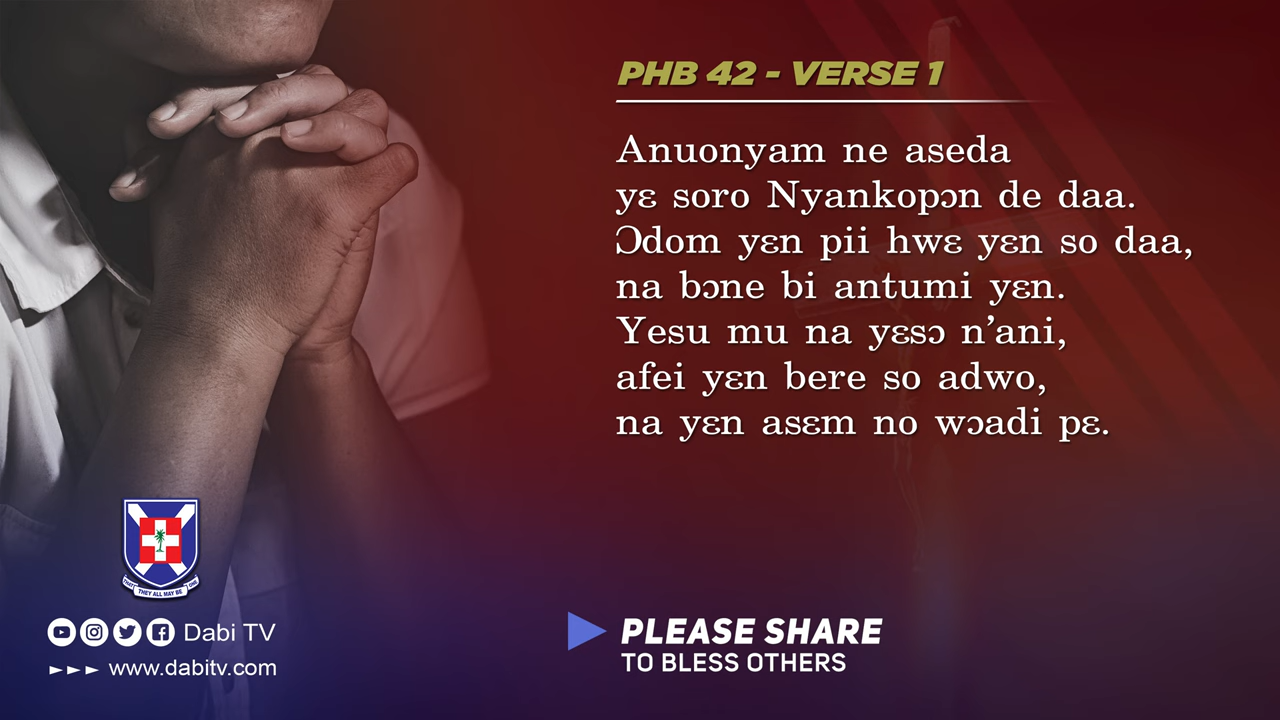 PHB 42 - VERSE 1
Anuonyam ne aseda
yɛ soro Nyankopɔn de daa.
Ɔdom yɛn pii hwɛ yɛn so daa,
na bɔne bi antumi yɛn.
Yesu mu na yɛsɔ n’ani,
afei yɛn bere so adwo,
na yɛn asɛm no wɔadi pɛ.
THAT THEY ALL MAY BE ONE
Dabi TV
www.dabitv.com
PLEASE SHARE
TO BLESS OTHERS